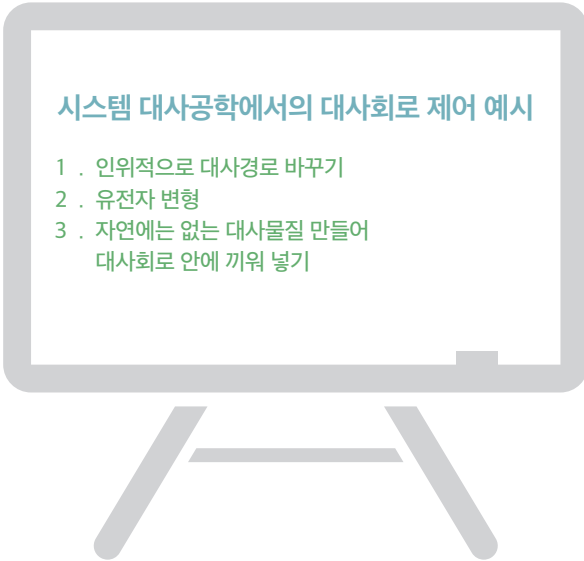 시스템 대사공학에서의 대사회로 제어 예시
1 . 인위적으로 대사경로 바꾸기
2 . 유전자 변형
3 . 자연에는 없는 대사물질 만들어
대사회로 안에 끼워 넣기